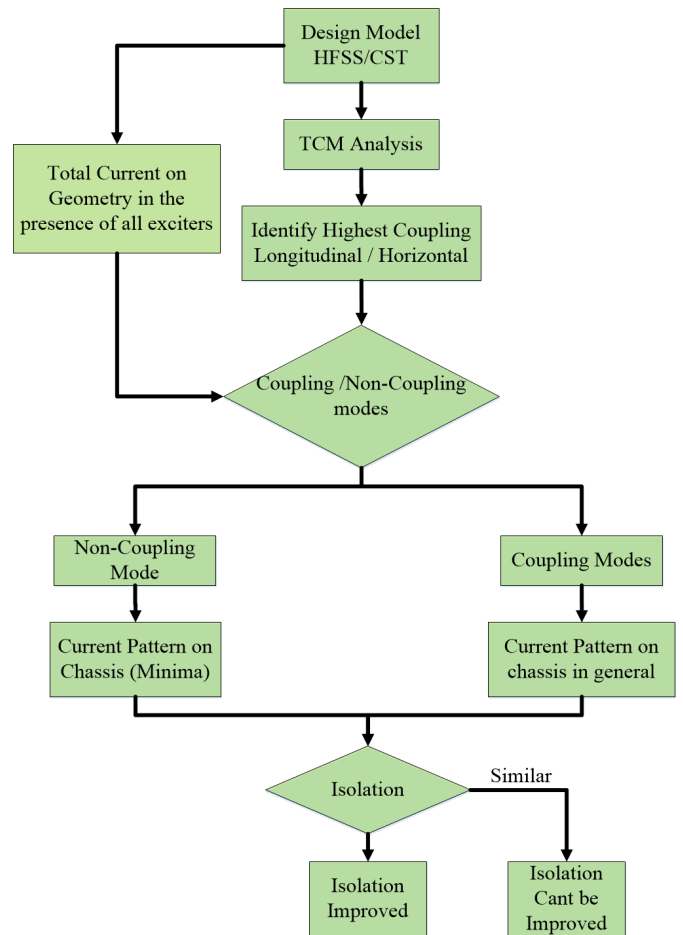 Design Model
HFSS/CST
TCM Analysis
Total Current on
Geometry in the
presence of all exciters
Identify Highest Coupling
Longitudinal / Horizontal
Coupling /Non-Coupling
modes
Non-Coupling
Mode
Coupling Modes
Current Pattern on
Chassis (Minima)
Current Pattern on
chassis in general
Isolation
Similar
Isolation
Improved
Isolation
Cant be
Improved